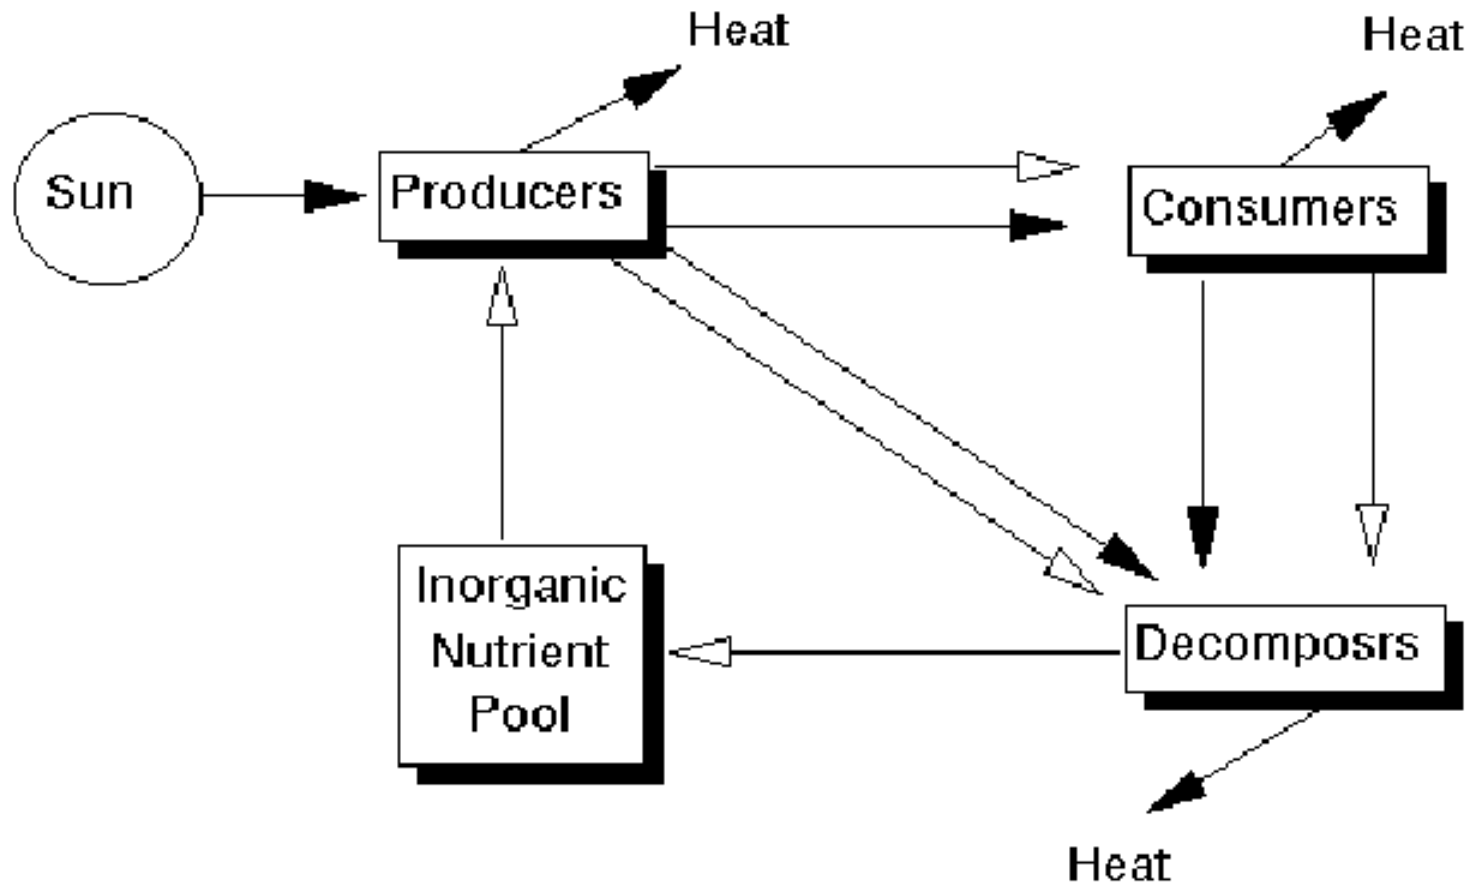 Heat
Heat
Sun
Producers
Consumers
Inorganic
Nutrient
Pool
Decomposrs
Heat